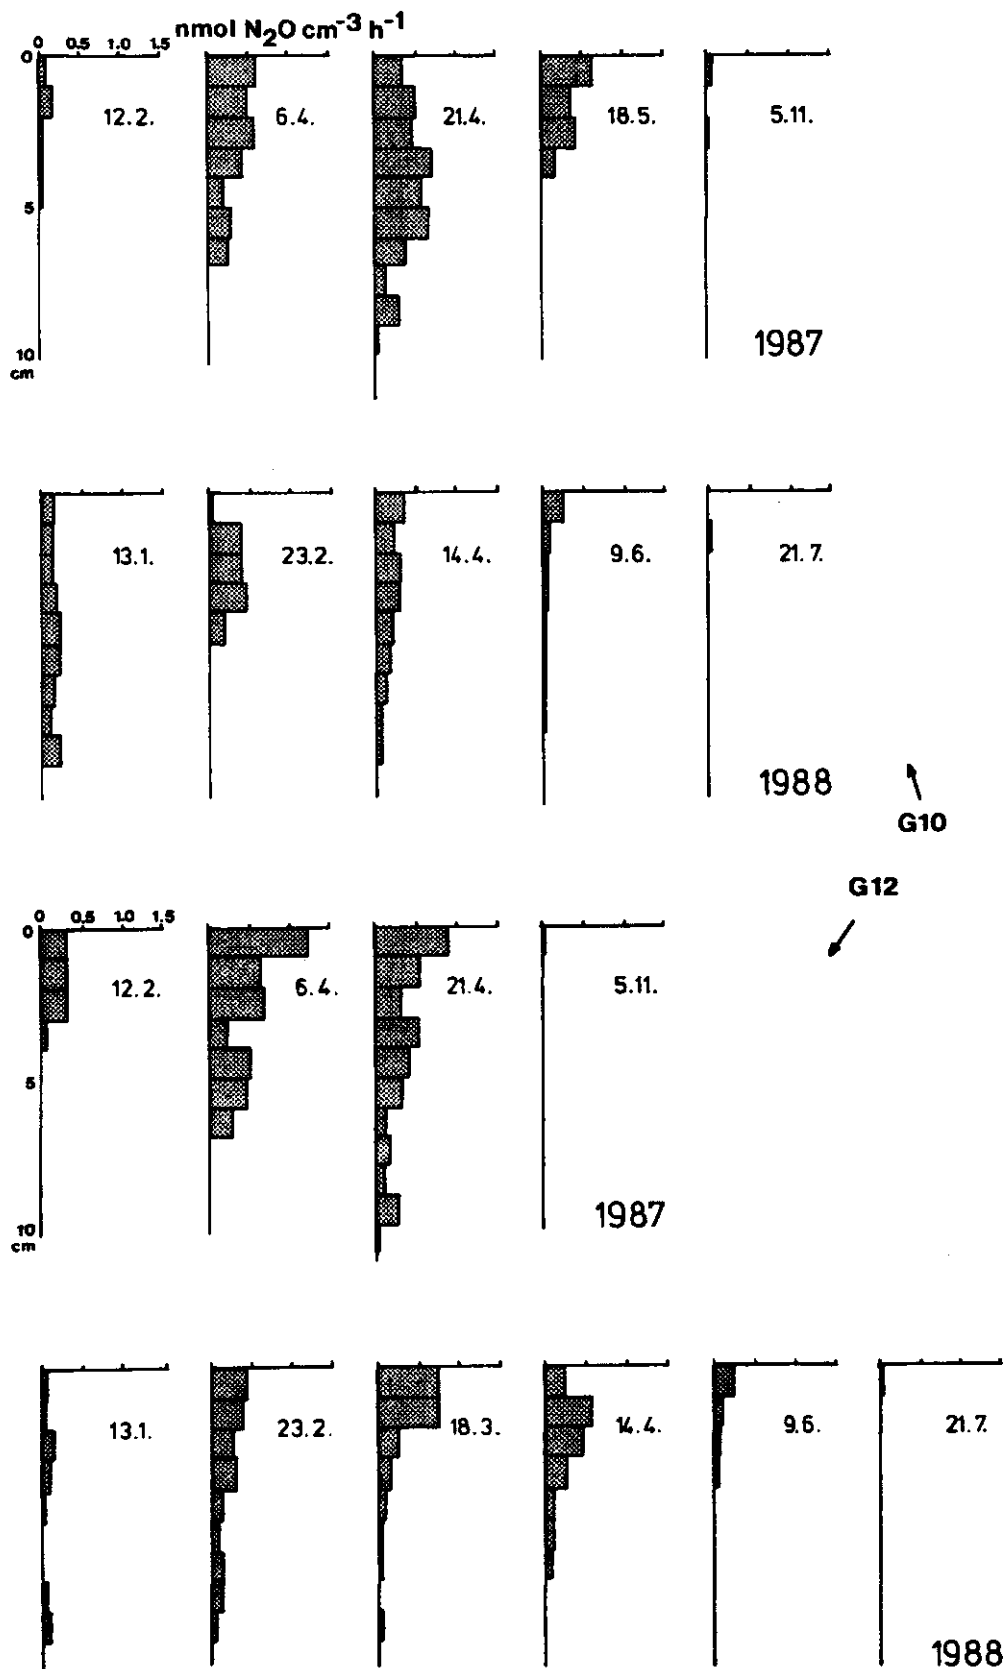 nmol N₂O cm⁻³ h⁻¹
0 0.5 1.0 1.5
0
12.2. 6.4. 21.4. 18.5. 5.11.
5
10
cm
1987
13.1. 23.2. 14.4. 9.6. 21.7.
1988
G10
G12
0 0.5 1.0 1.5
0
12.2. 6.4. 21.4. 5.11.
5
10
cm
1987
13.1. 23.2. 18.3. 14.4. 9.6. 21.7.
1988